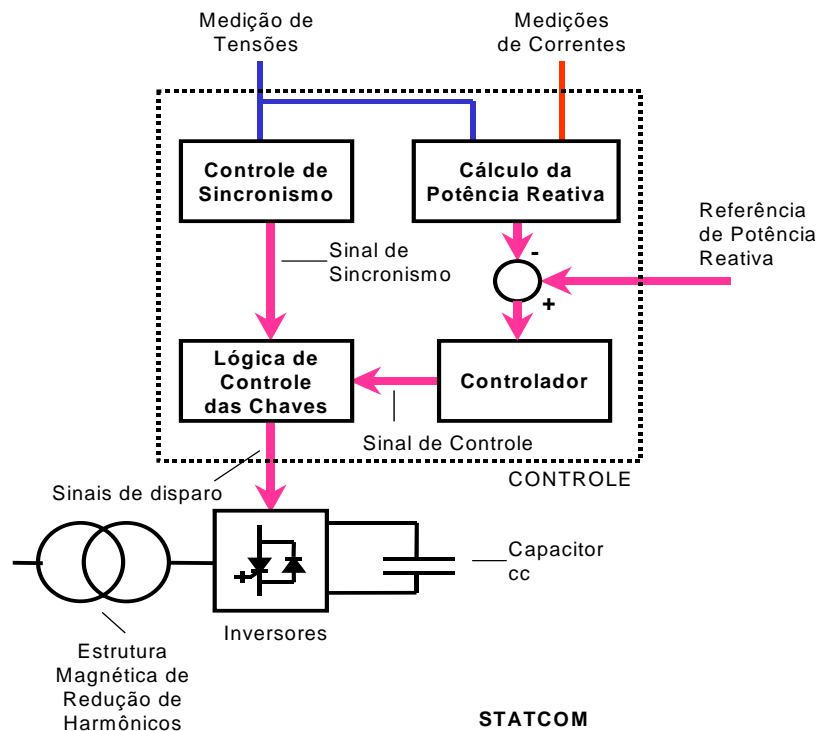 Medição de
Tensões
Medições
de Correntes
Controle de
Sincronismo
Cálculo da
Potência Reativa
Referência
de Potência
Reativa
Sinal de
Sincronismo
-
+
Lógica de
Controle
das Chaves
Controlador
Sinal de Controle
CONTROLE
Sinais de disparo
Capacitor
cc
Inversores
Estrutura
Magnética de
Redução de
Harmônicos
STATCOM